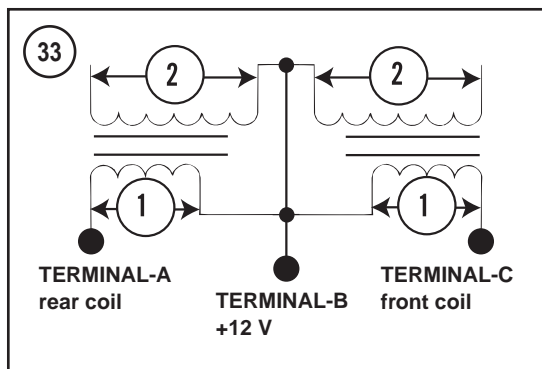 33
2
2
1
1
TERMINAL-A
rear coil
TERMINAL-B
+12 V
TERMINAL-C
front coil